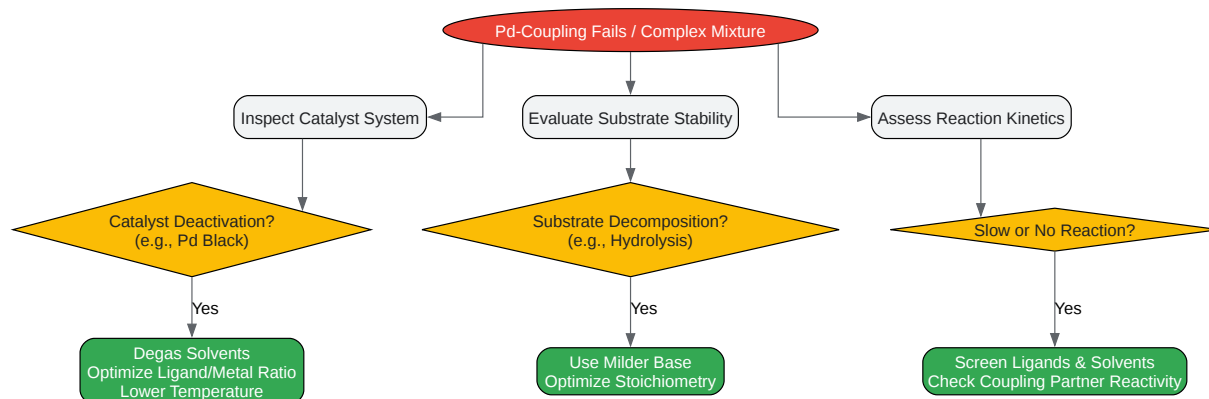 Pd-Coupling Fails / Complex Mixture
Inspect Catalyst System
Evaluate Substrate Stability
Assess Reaction Kinetics
Catalyst Deactivation?
(e.g., Pd Black)
Substrate Decomposition?
(e.g., Hydrolysis)
Slow or No Reaction?
Yes
Yes
Yes
Degas Solvents
Optimize Ligand/Metal Ratio
Lower Temperature
Use Milder Base
Optimize Stoichiometry
Screen Ligands & Solvents
Check Coupling Partner Reactivity